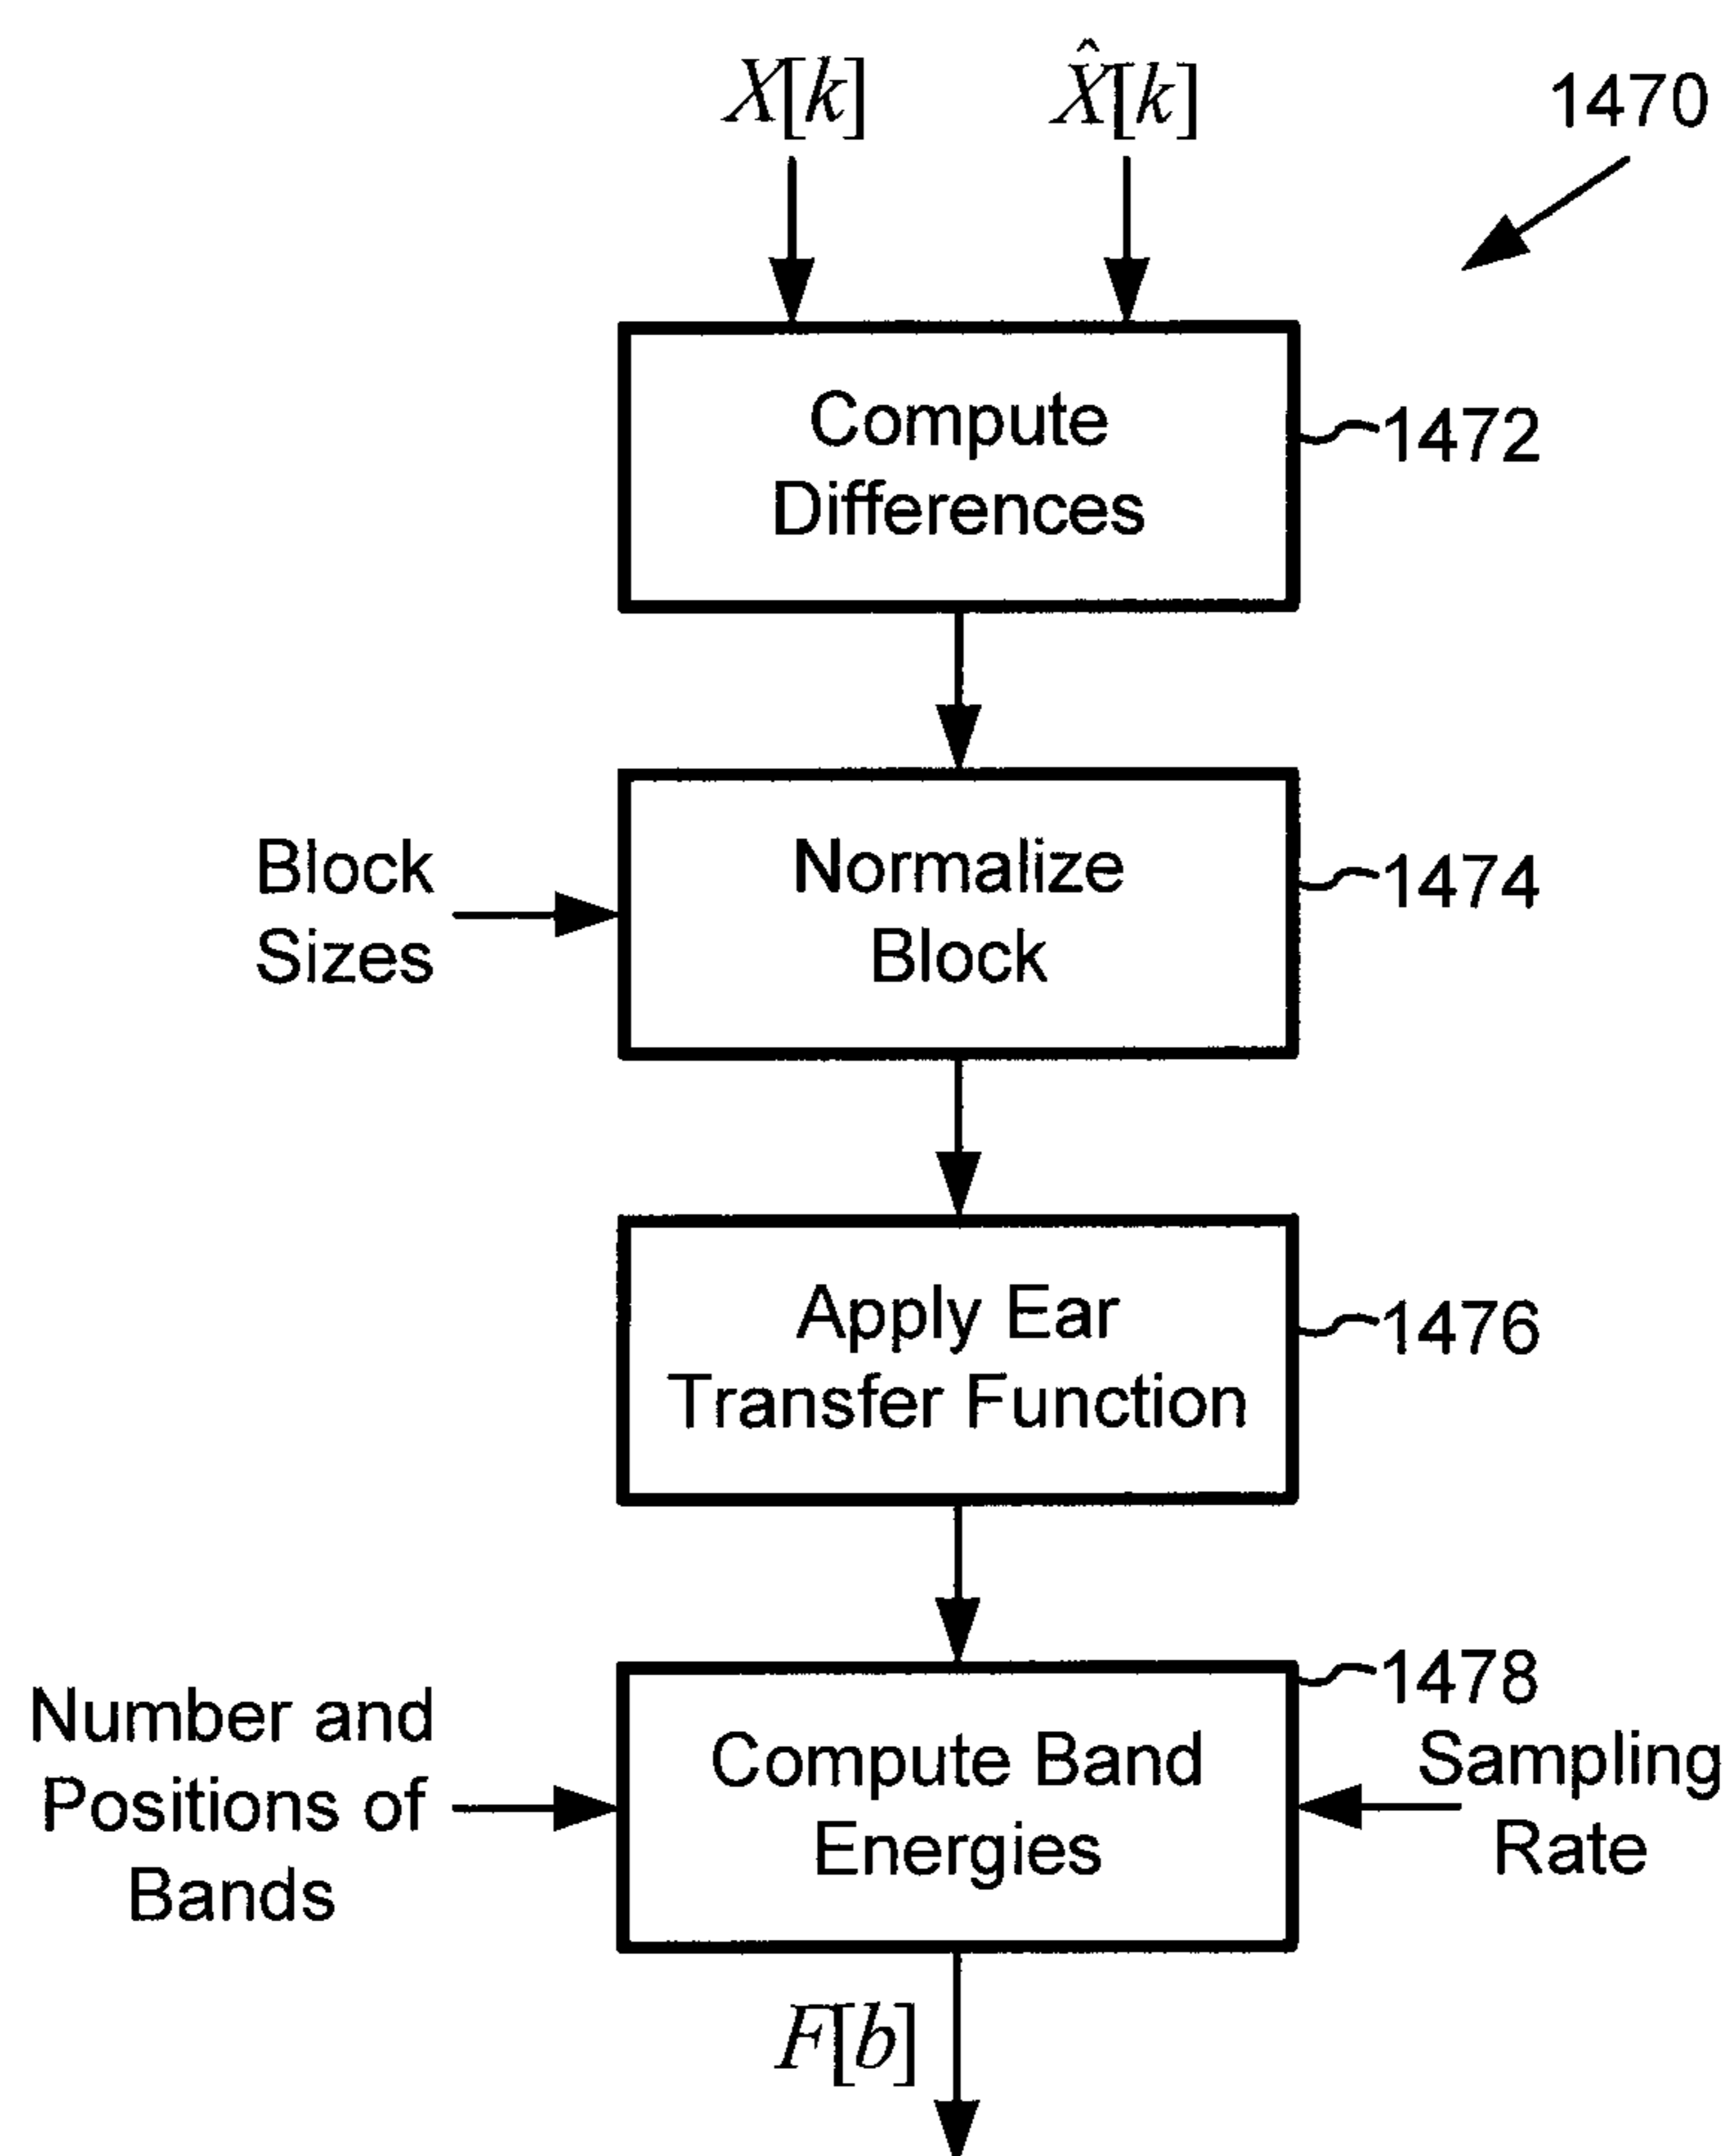 X[k]
X̂[k]
1470
Compute
Differences
1472
Block
Sizes
Normalize
Block
1474
Apply Ear
Transfer Function
1476
Number and
Positions of
Bands
Compute Band
Energies
1478
Sampling
Rate
F[b]